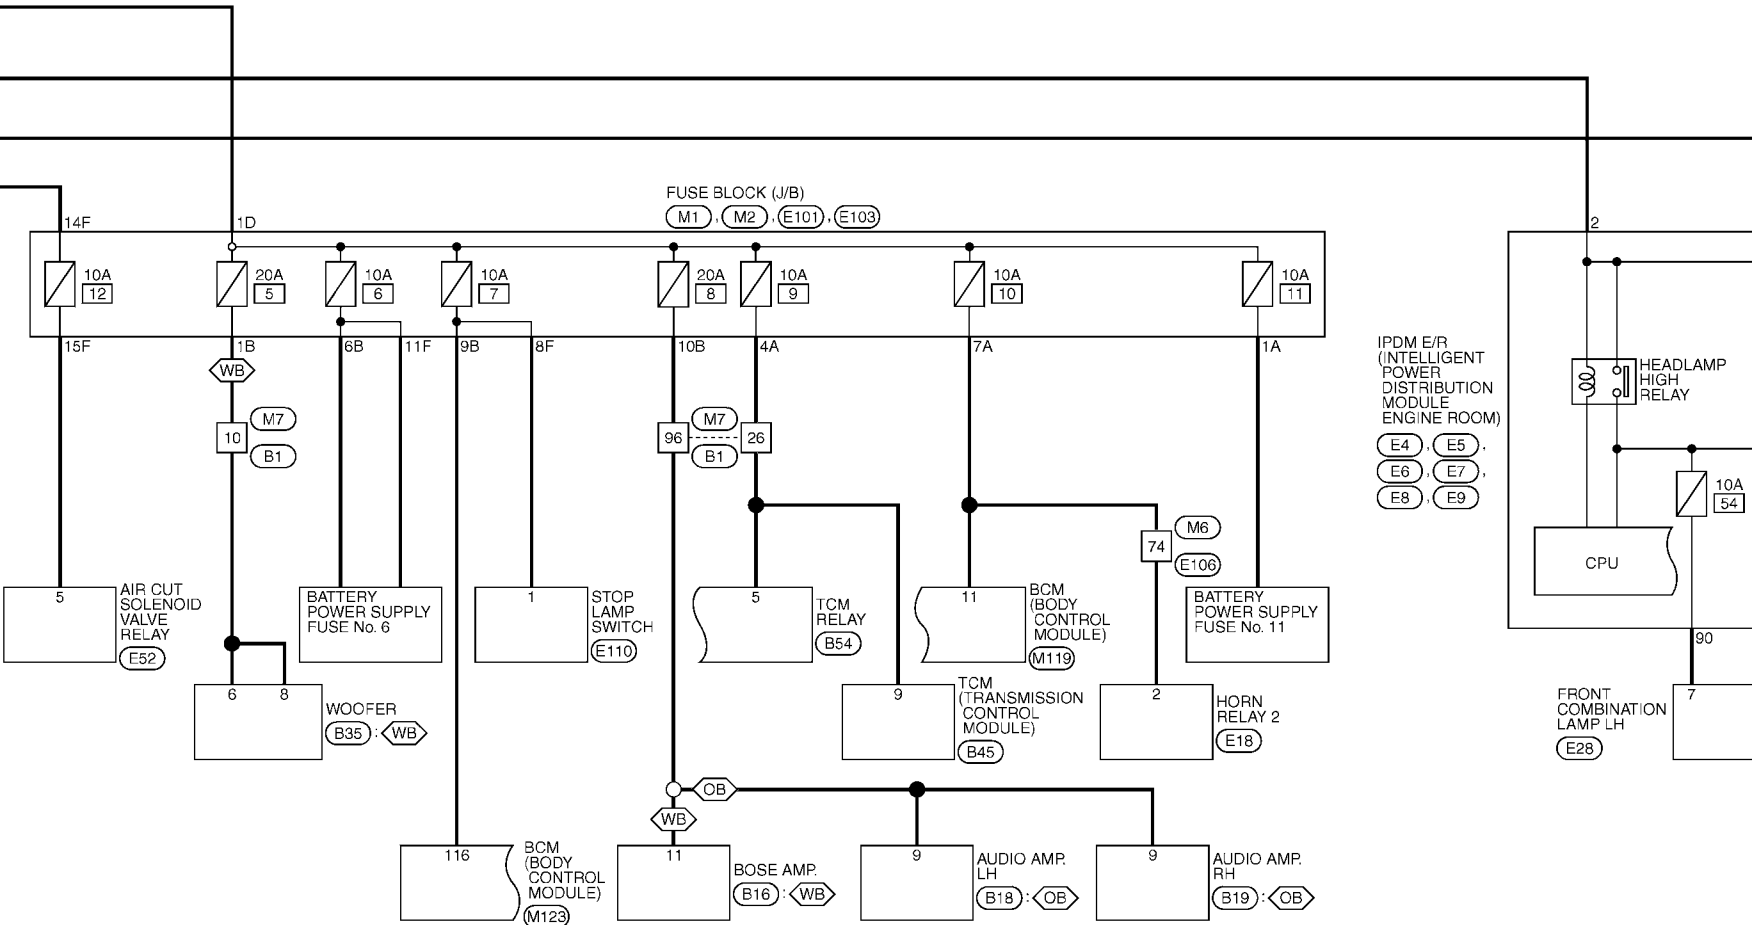 FUSE BLOCK (J/B)
M1 , M2 , E101 , E103
14F 1D 2
10A 12
20A 5
10A 6
10A 7
20A 8
10A 9
10A 10
10A 11
15F 1B 6B 11F 9B 8F 10B 4A 7A 1A
WB
10 M7 B1
96 M7 26
B1
74 M6 E106
IPDM E/R
(INTELLIGENT
POWER
DISTRIBUTION
MODULE
ENGINE ROOM)
E4 , E5 ,
E6 , E7 ,
E8 , E9
HEADLAMP
HIGH
RELAY
10A 54
CPU
90
5
AIR CUT
SOLENOID
VALVE
RELAY
E52
BATTERY
POWER SUPPLY
FUSE No. 6
1
STOP
LAMP
SWITCH
E110
5
TCM
RELAY
B54
11
BCM
(BODY
CONTROL
MODULE)
M119
BATTERY
POWER SUPPLY
FUSE No. 11
6 8
WOOFER
B35 : WB
9
TCM
(TRANSMISSION
CONTROL
MODULE)
B45
2
HORN
RELAY 2
E18
FRONT
COMBINATION
LAMP LH
E28
7
OB
WB
116
BCM
(BODY
CONTROL
MODULE)
M123
11
BOSE AMP.
B16 : WB
9
AUDIO AMP.
LH
B18 : OB
9
AUDIO AMP.
RH
B19 : OB